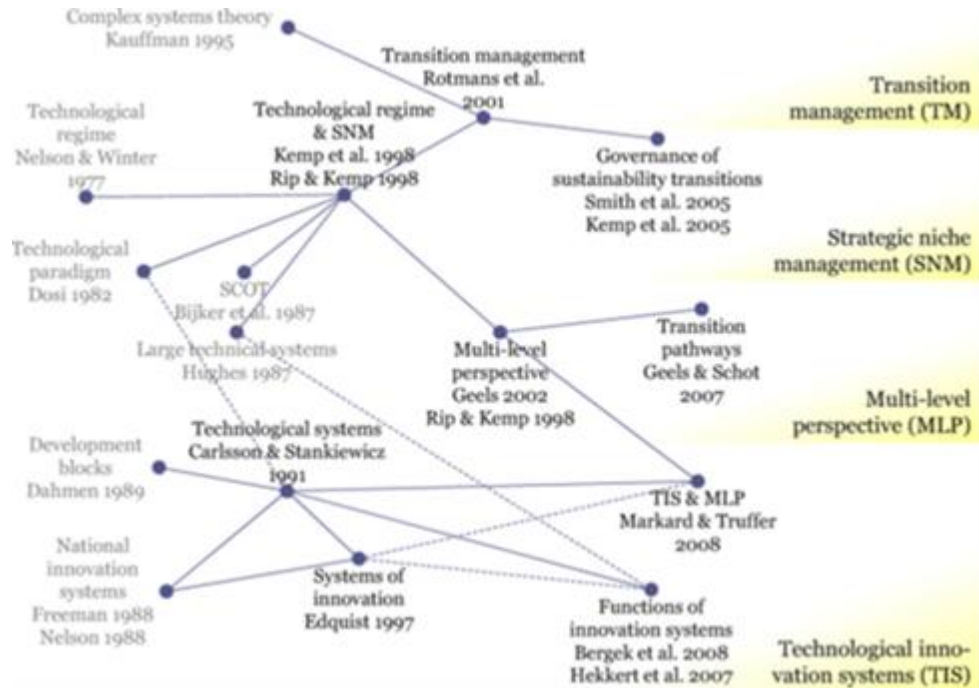 Complex systems theory
Kauffman 1995
Transition management
Rotmans et al.
2001
Transition
management (TM)
Technological
regime
Nelson & Winter
1977
Technological regime
& SNM
Kemp et al. 1998
Rip & Kemp 1998
Governance of
sustainability transitions
Smith et al. 2005
Kemp et al. 2005
Strategic niche
management (SNM)
Technological
paradigm
Dosi 1982
SCOT
Bijker et al. 1987
Large technical systems
Hughes 1987
Multi-level
perspective
Geels 2002
Rip & Kemp 1998
Transition
pathways
Geels & Schot
2007
Multi-level
perspective (MLP)
Technological systems
Carlsson & Stankiewicz
1991
Development
blocks
Dahmen 1989
TIS & MLP
Markard & Truffer
2008
National
innovation
systems
Freeman 1988
Nelson 1988
Systems of
innovation
Edquist 1997
Functions of
innovation systems
Bergek et al. 2008
Hekkert et al. 2007
Technological inno-
vation systems (TIS)